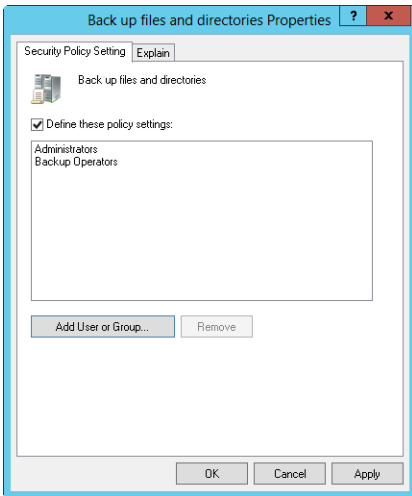 Back up files and directories Properties
? x
Security Policy Setting Explain
Back up files and directories
Define these policy settings:
Administrators
Backup Operators
Add User or Group... Remove
OK Cancel Apply